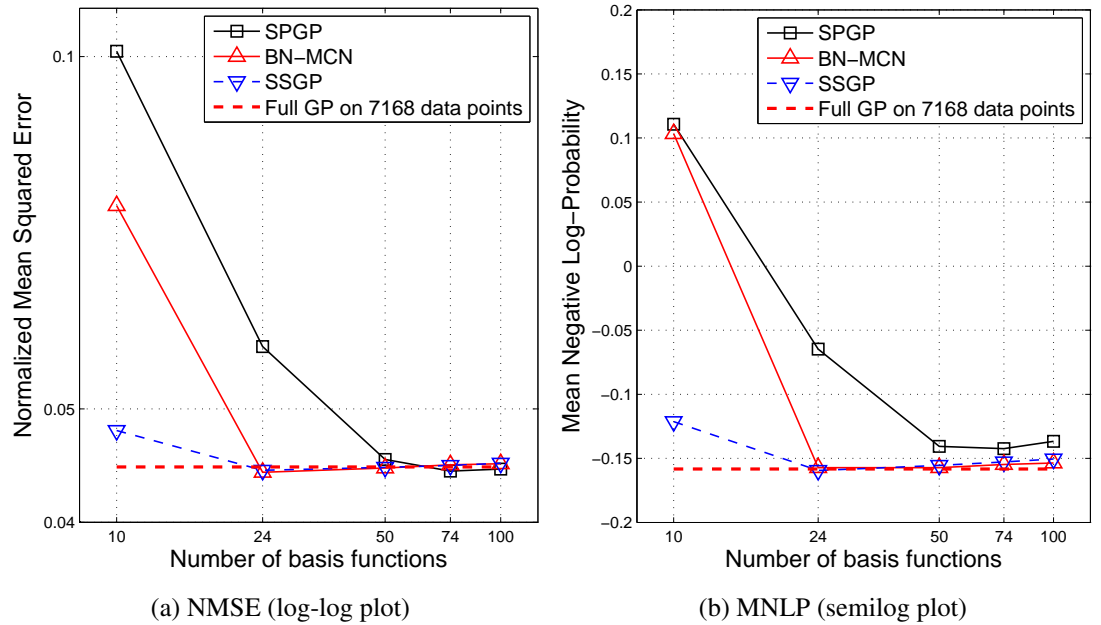 SPGP
BN−MCN
SSGP
Full GP on 7168 data points
0.1
0.05
0.04
Normalized Mean Squared Error
10
24
50
74
100
Number of basis functions
(a) NMSE (log-log plot)
SPGP
BN−MCN
SSGP
Full GP on 7168 data points
0.2
0.15
0.1
0.05
0
−0.05
−0.1
−0.15
−0.2
Mean Negative Log−Probability
10
24
50
74
100
Number of basis functions
(b) MNLP (semilog plot)